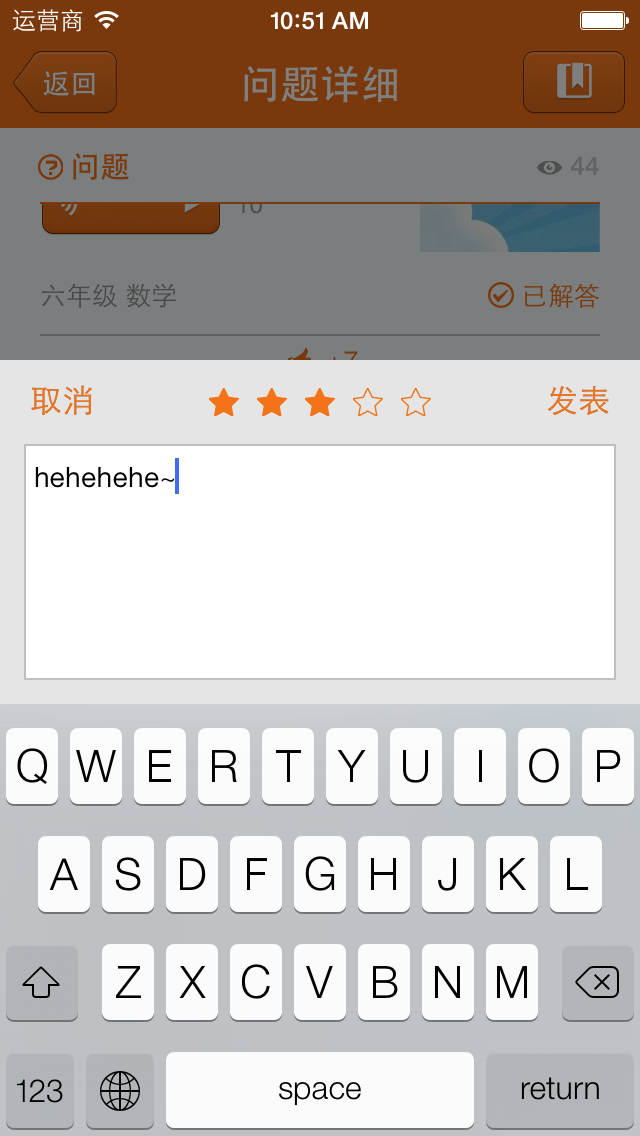 运营商 10:51 AM
返回 问题详细
问题 44
10
六年级 数学 已解答
+7
取消 发表
hehehehe~
Q W E R T Y U I O P
A S D F G H J K L
Z X C V B N M
123 space return